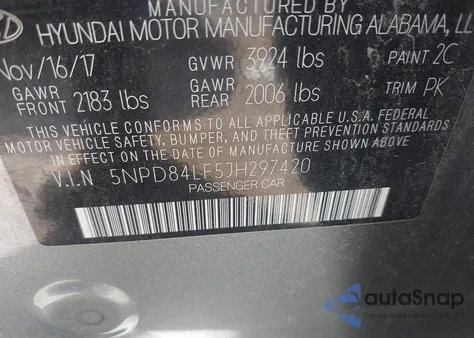 MANUFACTURED BY
HYUNDAI MOTOR MANUFACTURING ALABAMA, LL
Nov/16/17 GVWR 3924 lbs PAINT 2C
GAWR FRONT 2183 lbs GAWR REAR 2006 lbs TRIM PK
THIS VEHICLE CONFORMS TO ALL APPLICABLE U.S.A. FEDERAL
MOTOR VEHICLE SAFETY, BUMPER, AND THEFT PREVENTION
STANDARDS IN EFFECT ON THE DATE OF MANUFACTURE SHOWN ABOVE.
V.I.N 5NPD84LF5JH297420
PASSENGER CAR
autoSnap